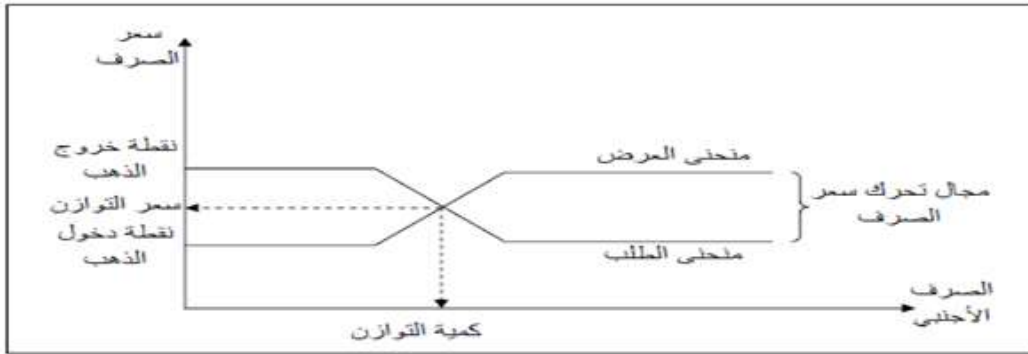 سعر
الصرف
نقطة خروج
الذهب
منحنى العرض
مجال تحرك سعر
الصرف
سعر التوازن
نقطة دخول
الذهب
منحنى الطلب
الصرف
الأجنبي
كمية التوازن